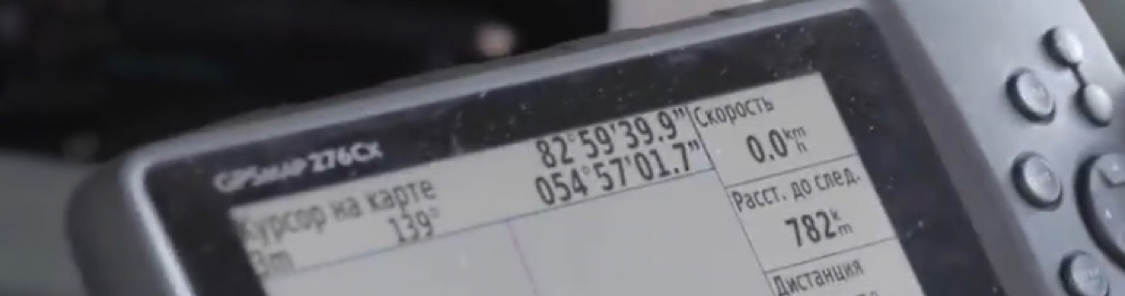 GPSMAP 276Cx
Курсор на карте
82°59'39.9"
3m
139°
054°57'01.7"
Скорость
0.0 km/h
Расст. до след.
782 km
Дистанция